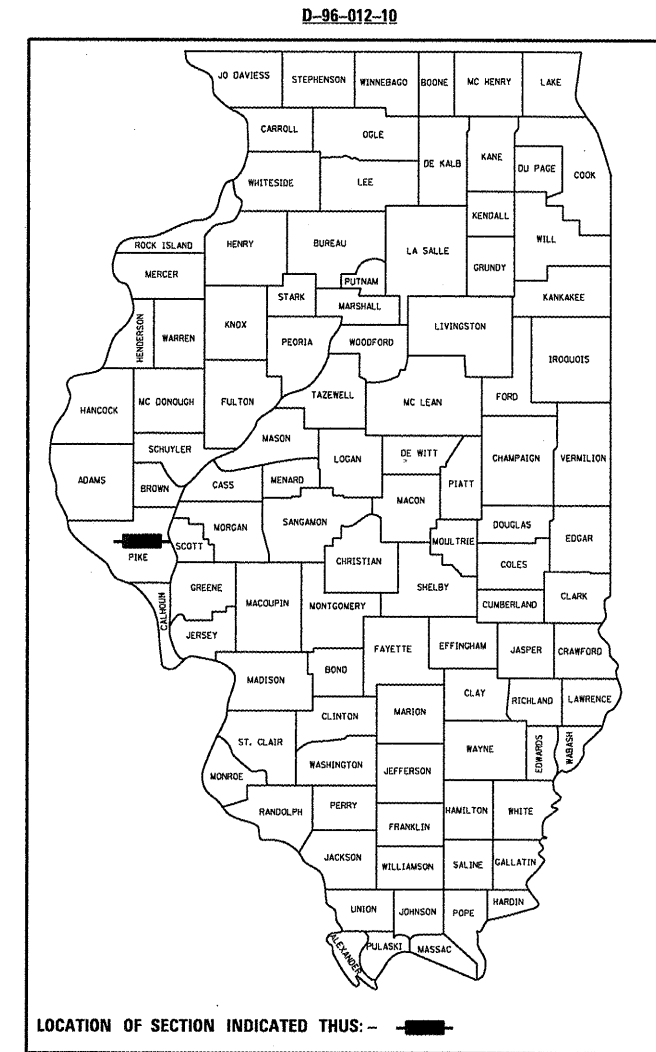 D-96-012-10
JO DAVIESS STEPHENSON WINNEBAGO BOONE MC HENRY LAKE
CARROLL OGLE DE KALB KANE DU PAGE COOK
WHITESIDE LEE KENDALL WILL
ROCK ISLAND HENRY BUREAU LA SALLE GRUNDY
MERCER PUTNAM KANKAKEE
STARK MARSHALL
HENDERSON WARREN KNOX PEORIA WOODFORD LIVINGSTON IROQUOIS
HANCOCK MC DONOUGH FULTON TAZEWELL MC LEAN FORD
MASON
SCHUYLER LOGAN DE WITT CHAMPAIGN VERMILION
ADAMS BROWN CASS MENARD PIATT
MACON
MORGAN SANGAMON DOUGLAS EDGAR
PIKE SCOTT CHRISTIAN MOULTRIE COLES
GREENE MACOUPIN MONTGOMERY SHELBY CUMBERLAND CLARK
CALHOUN JERSEY FAYETTE EFFINGHAM JASPER CRAWFORD
MADISON BOND CLAY RICHLAND LAWRENCE
CLINTON MARION
ST. CLAIR WAYNE EDWARDS WABASH
MONROE WASHINGTON JEFFERSON
RANDOLPH PERRY HAMILTON WHITE
FRANKLIN
JACKSON WILLIAMSON SALINE GALLATIN
UNION JOHNSON POPE HARDIN
ALEXANDER PULASKI MASSAC
LOCATION OF SECTION INDICATED THUS: -